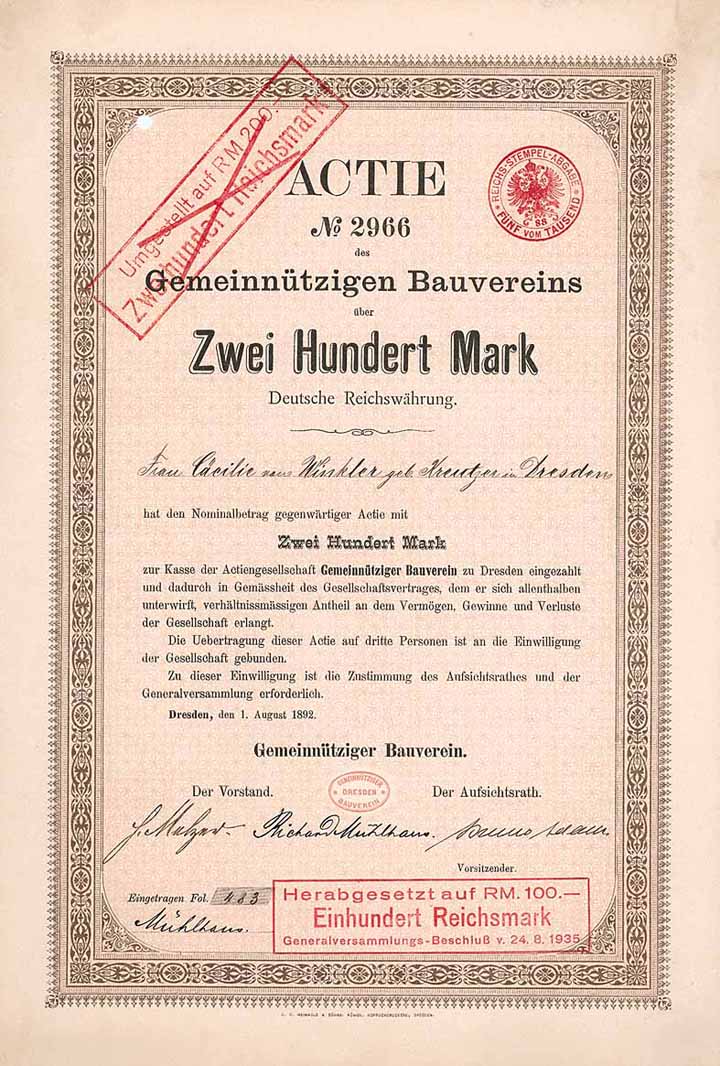 Umgestellt auf RM 200.—
Zweihundert Reichsmark
ACTIE
REICHS-STEMPEL-ABGABE
FÜNF VOM TAUSEND
88
№ 2966
des
Gemeinnützigen Bauvereins
über
Zwei Hundert Mark
Deutsche Reichswährung.
Frau Cäcilie von Winkler geb. Kreutzer in Dresden
hat den Nominalbetrag gegenwärtiger Actie mit
Zwei Hundert Mark
zur Kasse der Actiengesellschaft Gemeinnütziger Bauverein zu Dresden eingezahlt
und dadurch in Gemässheit des Gesellschaftsvertrages, dem er sich allenthalben
unterwirft, verhältnissmässigen Antheil an dem Vermögen, Gewinne und Verluste
der Gesellschaft erlangt.
Die Uebertragung dieser Actie auf dritte Personen ist an die Einwilligung
der Gesellschaft gebunden.
Zu dieser Einwilligung ist die Zustimmung des Aufsichtsrathes und der
Generalversammlung erforderlich.
Dresden, den 1. August 1892.
Gemeinnütziger Bauverein.
Der Vorstand.
GEMEINNÜTZIGER
DRESDEN
BAUVEREIN
Der Aufsichtsrath.
Richard Mühlhaus.
Vorsitzender.
Eingetragen Fol. 483
Mühlhaus.
Herabgesetzt auf RM. 100.—
Einhundert Reichsmark
Generalversammlungs-Beschluß v. 24. 8. 1935